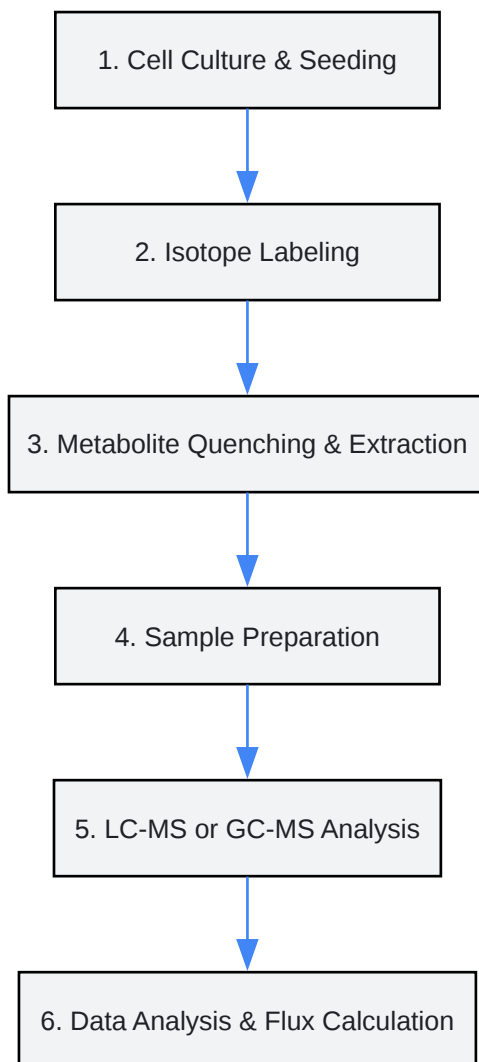 1. Cell Culture & Seeding
2. Isotope Labeling
3. Metabolite Quenching & Extraction
4. Sample Preparation
5. LC-MS or GC-MS Analysis
6. Data Analysis & Flux Calculation